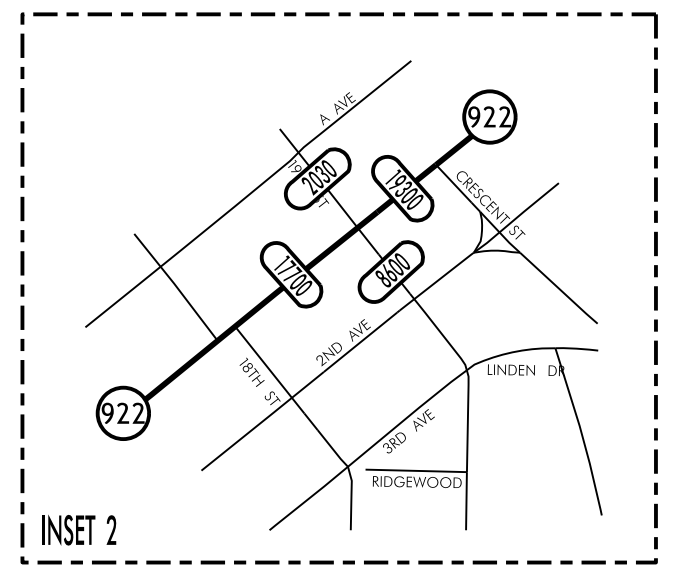 A AVE
922
2030
19 ST
19300
CRESCENT ST
17700
8600
2ND AVE
18TH ST
LINDEN DR
922
3RD AVE
RIDGEWOOD
INSET 2